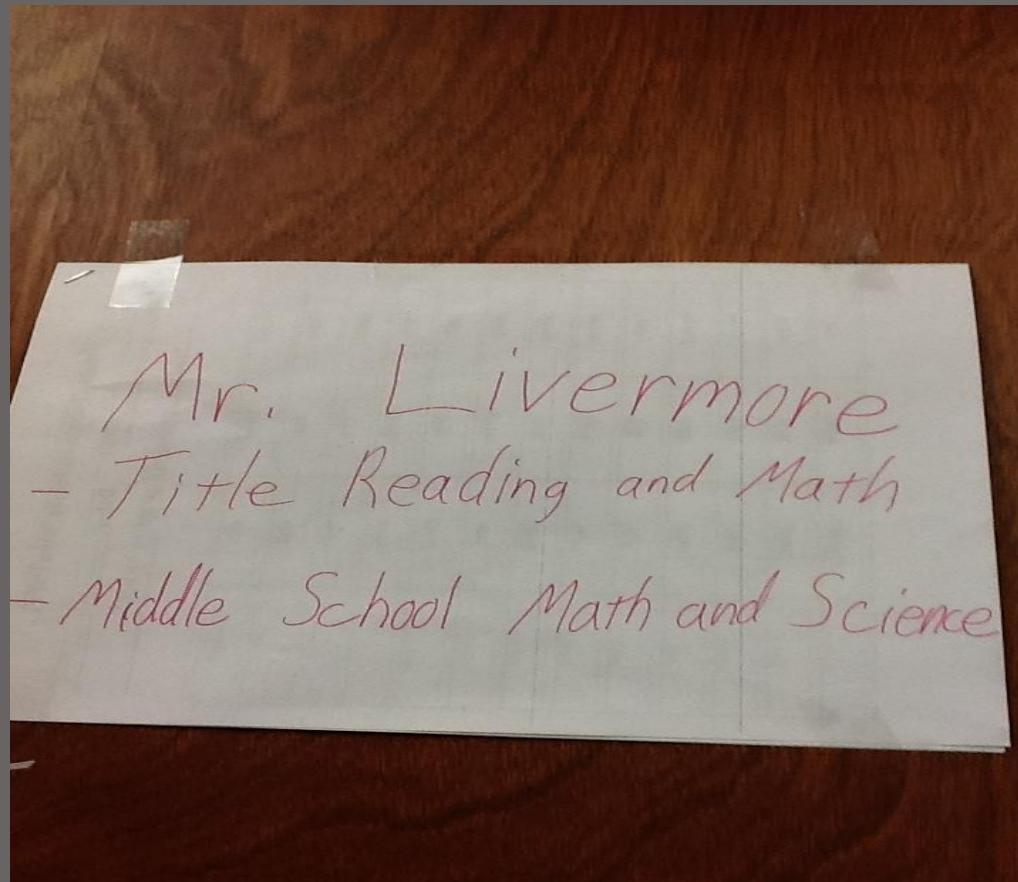 Mr. Livermore
- Title Reading and Math
- Middle School Math and Science